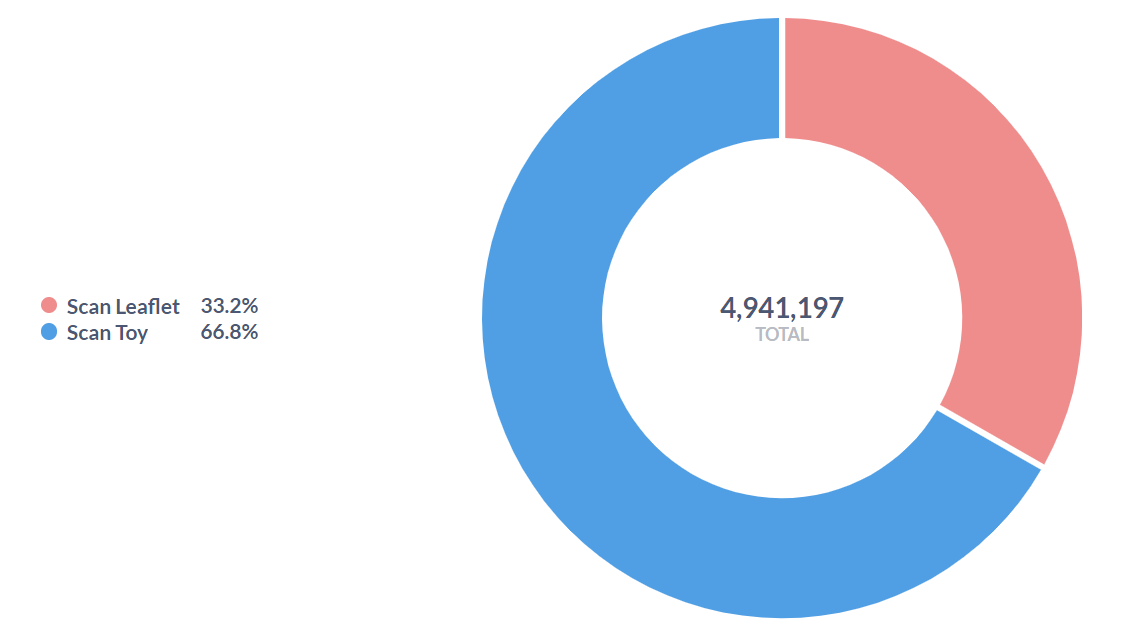 Scan Leaflet 33.2%
Scan Toy 66.8%
4,941,197
TOTAL